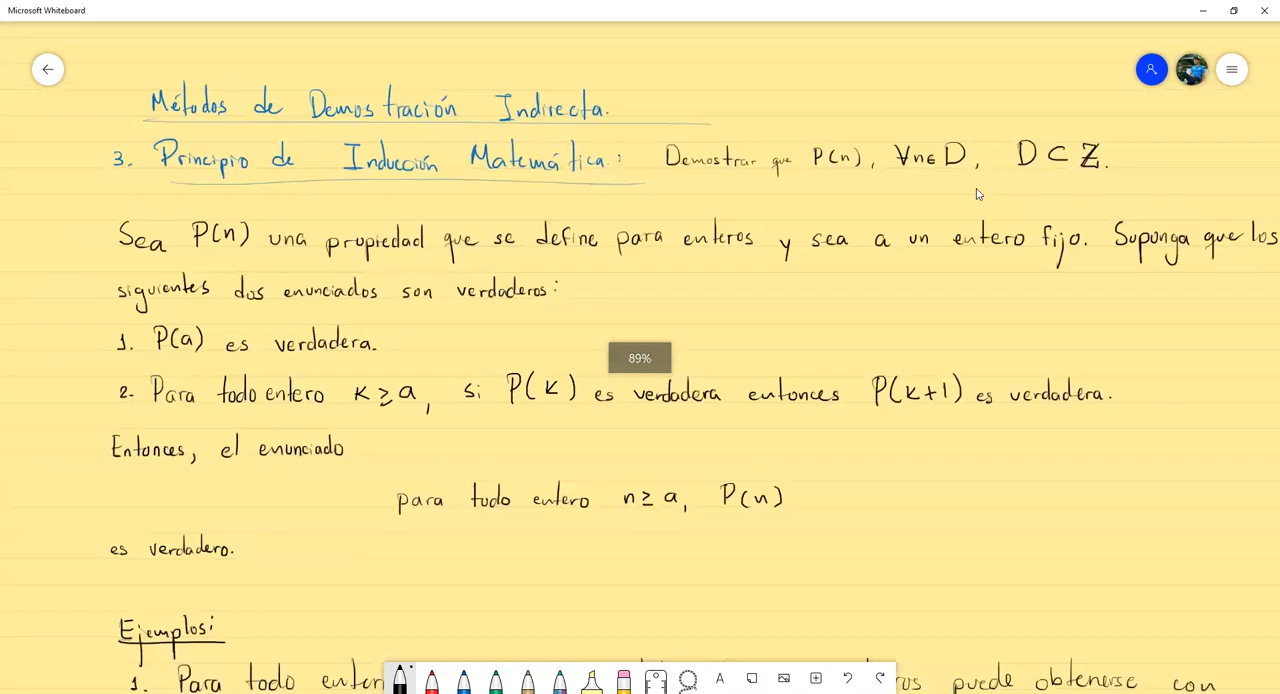 Microsoft Whiteboard
Métodos de Demostración Indirecta.
3. Principio de Inducción Matemática: Demostrar que P(n), ∀n∈D, D⊂ℤ.
Sea P(n) una propiedad que se define para enteros y sea a un entero fijo. Suponga que los
siguientes dos enunciados son verdaderos:
1. P(a) es verdadera.
89%
2. Para todo entero k≥a, si P(k) es verdadera entonces P(k+1) es verdadera.
Entonces, el enunciado
para todo entero n≥a, P(n)
es verdadero.
Ejemplos:
1. Para todo puede obtenerse con